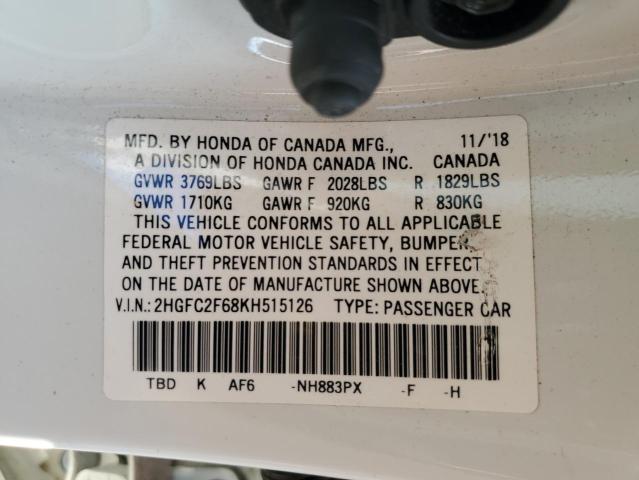 MFD. BY HONDA OF CANADA MFG., 11/'18
A DIVISION OF HONDA CANADA INC. CANADA
GVWR 3769LBS GAWR F 2028LBS R 1829LBS
GVWR 1710KG GAWR F 920KG R 830KG
THIS VEHICLE CONFORMS TO ALL APPLICABLE
FEDERAL MOTOR VEHICLE SAFETY, BUMPER,
AND THEFT PREVENTION STANDARDS IN EFFECT
ON THE DATE OF MANUFACTURE SHOWN ABOVE.
V.I.N.: 2HGFC2F68KH515126 TYPE: PASSENGER CAR
TBD K AF6 -NH883PX -F -H